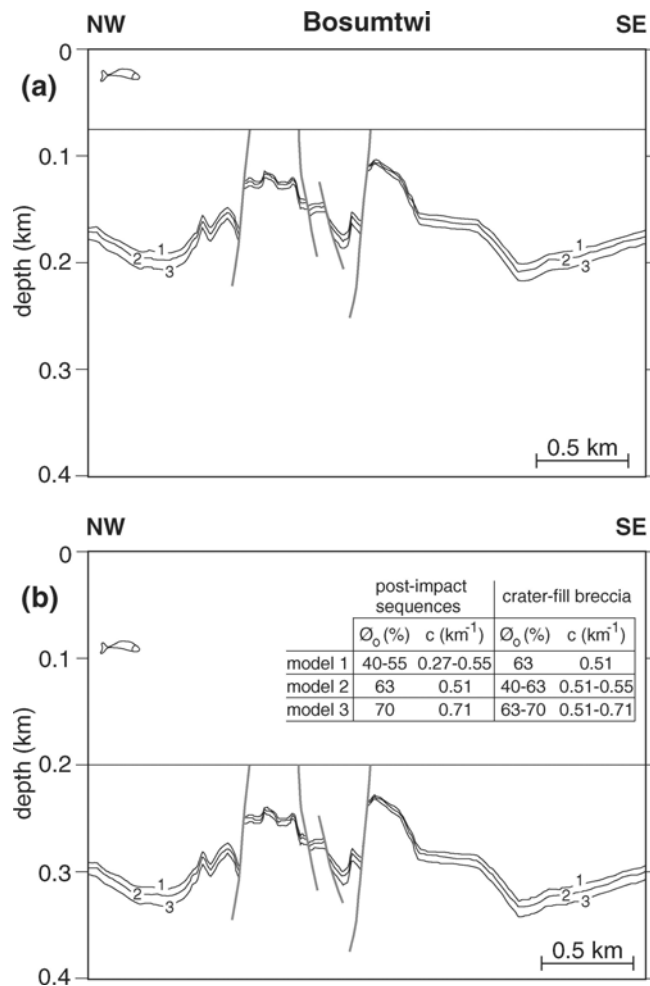 Bosumtwi
NW SE
(a)
0
0.1
0.2
0.3
0.4
depth (km)
1
2
3
1
2
3
0.5 km
NW SE
(b)
0
0.1
0.2
0.3
0.4
depth (km)
post-impact sequences crater-fill breccia
Ø₀ (%) c (km⁻¹) Ø₀ (%) c (km⁻¹)
model 1 40-55 0.27-0.55 63 0.51
model 2 63 0.51 40-63 0.51-0.55
model 3 70 0.71 63-70 0.51-0.71
1
2
3
1
2
3
0.5 km